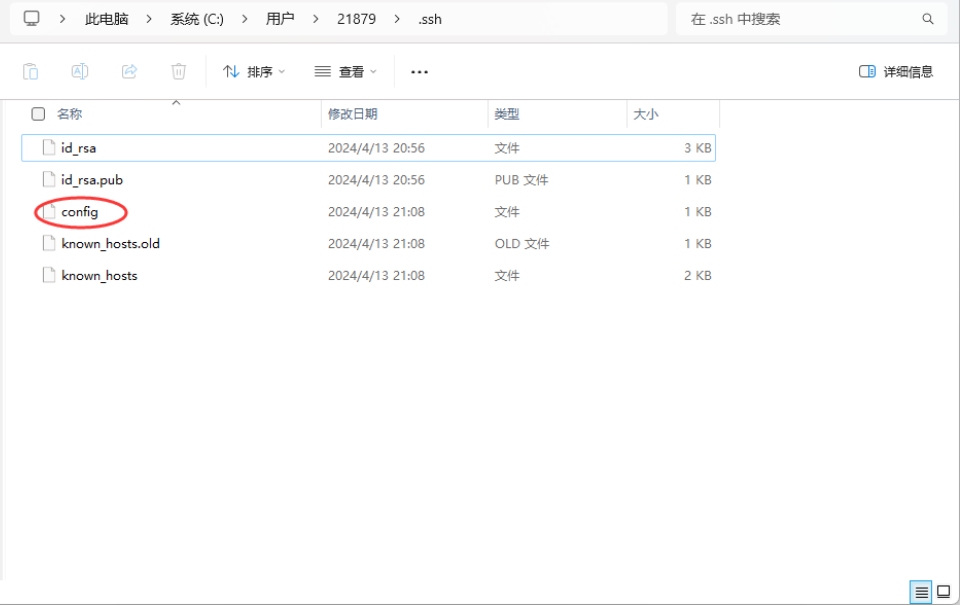 此电脑 系统 (C:) 用户 21879 .ssh 在 .ssh 中搜索
排序 查看 ... 详细信息
名称 修改日期 类型 大小
id_rsa 2024/4/13 20:56 文件 3 KB
id_rsa.pub 2024/4/13 20:56 PUB 文件 1 KB
config 2024/4/13 21:08 文件 1 KB
known_hosts.old 2024/4/13 21:08 OLD 文件 1 KB
known_hosts 2024/4/13 21:08 文件 2 KB